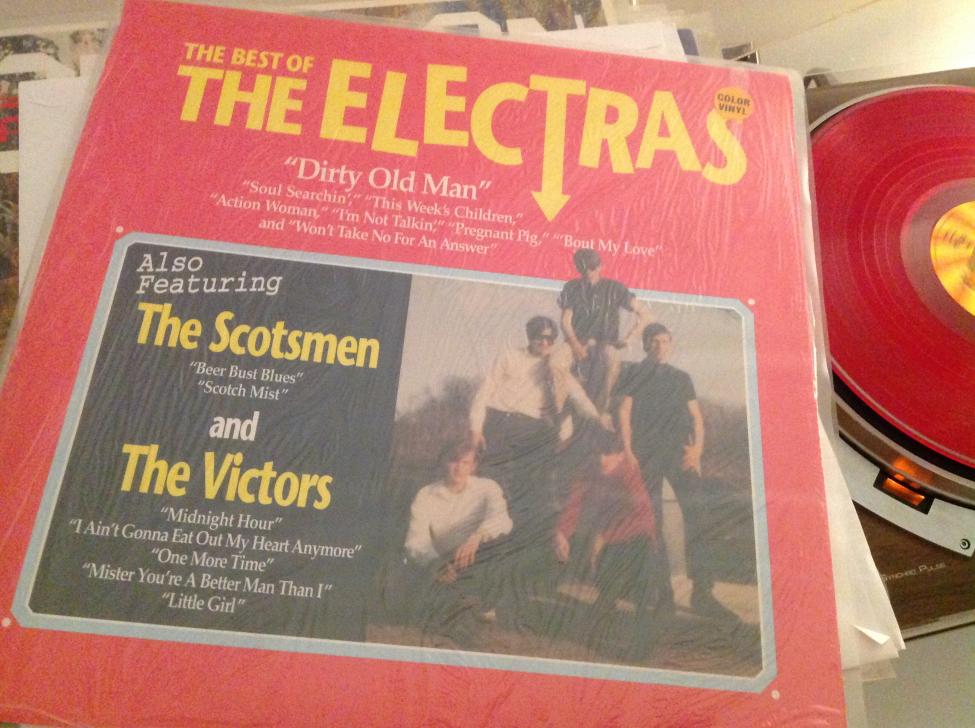 THE BEST OF
THE ELECTRAS
COLOR
VINYL
“Dirty Old Man”
“Soul Searchin’,” “This Week's Children,”
“Action Woman,” “I'm Not Talkin’,” “Pregnant Pig,” “’Bout My Love”
and “Won't Take No For An Answer”
Also
Featuring
The Scotsmen
“Beer Bust Blues”
“Scotch Mist”
and
The Victors
“Midnight Hour”
“I Ain't Gonna Eat Out My Heart Anymore”
“One More Time”
“Mister You're A Better Man Than I”
“Little Girl”